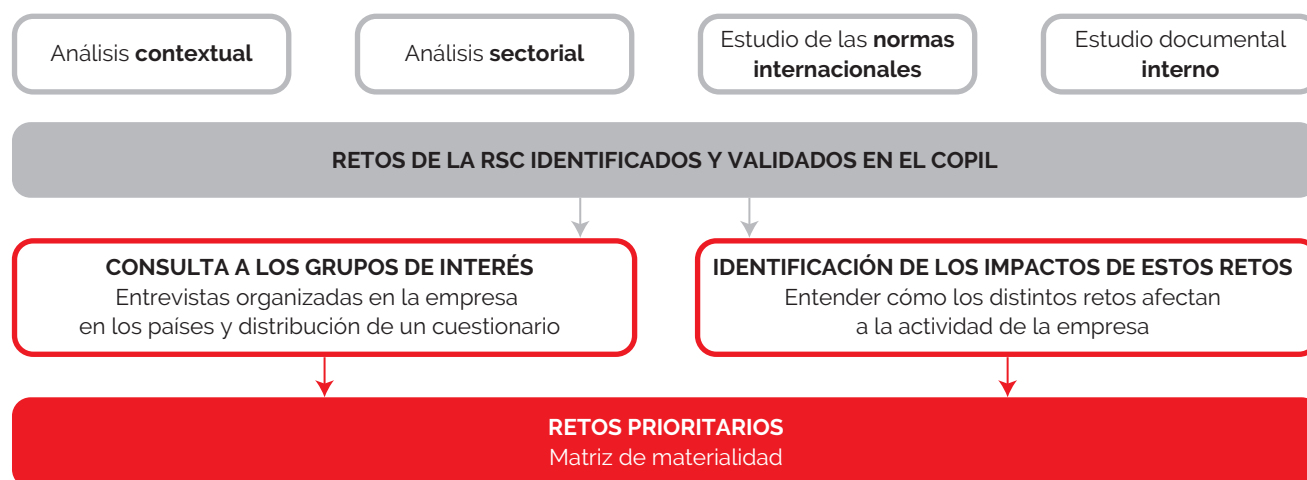 Análisis contextual
Análisis sectorial
Estudio de las normas
internacionales
Estudio documental
interno
RETOS DE LA RSC IDENTIFICADOS Y VALIDADOS EN EL COPIL
CONSULTA A LOS GRUPOS DE INTERÉS
Entrevistas organizadas en la empresa
en los países y distribución de un cuestionario
IDENTIFICACIÓN DE LOS IMPACTOS DE ESTOS RETOS
Entender cómo los distintos retos afectan
a la actividad de la empresa
RETOS PRIORITARIOS
Matriz de materialidad